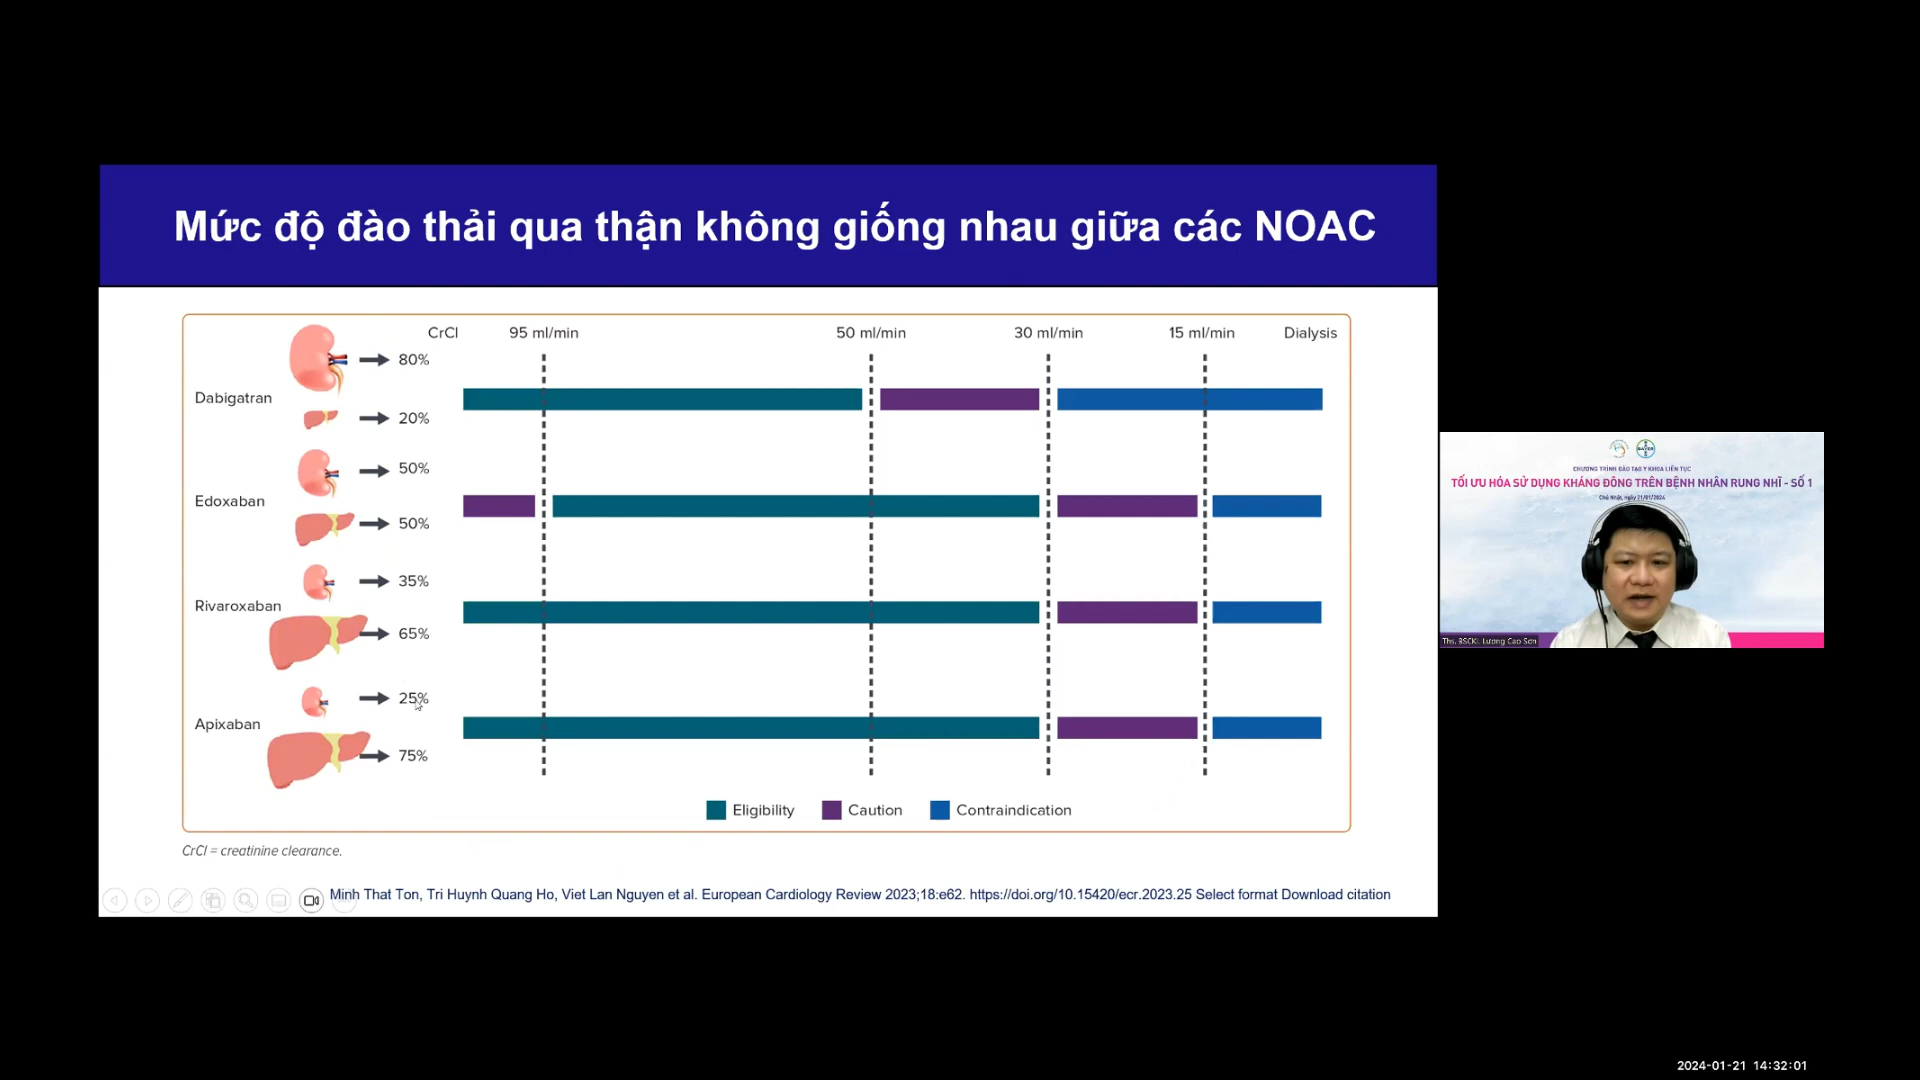 Mức độ đào thải qua thận không giống nhau giữa các NOAC
CrCl 95 ml/min 50 ml/min 30 ml/min 15 ml/min Dialysis
80%
Dabigatran
20%
50%
Edoxaban
50%
35%
Rivaroxaban
65%
25%
Apixaban
75%
Eligibility Caution Contraindication
CrCl = creatinine clearance.
Minh That Ton, Tri Huynh Quang Ho, Viet Lan Nguyen et al. European Cardiology Review 2023;18:e62. https://doi.org/10.15420/ecr.2023.25 Select format Download citation
BAYER
CHƯƠNG TRÌNH ĐÀO TẠO Y KHOA LIÊN TỤC
TỐI ƯU HÓA SỬ DỤNG KHÁNG ĐÔNG TRÊN BỆNH NHÂN RUNG NHĨ - SỐ 1
Chủ Nhật, ngày 21/01/2024
Ths. BSCKI. Lương Cao Sơn
2024-01-21 14:32:01